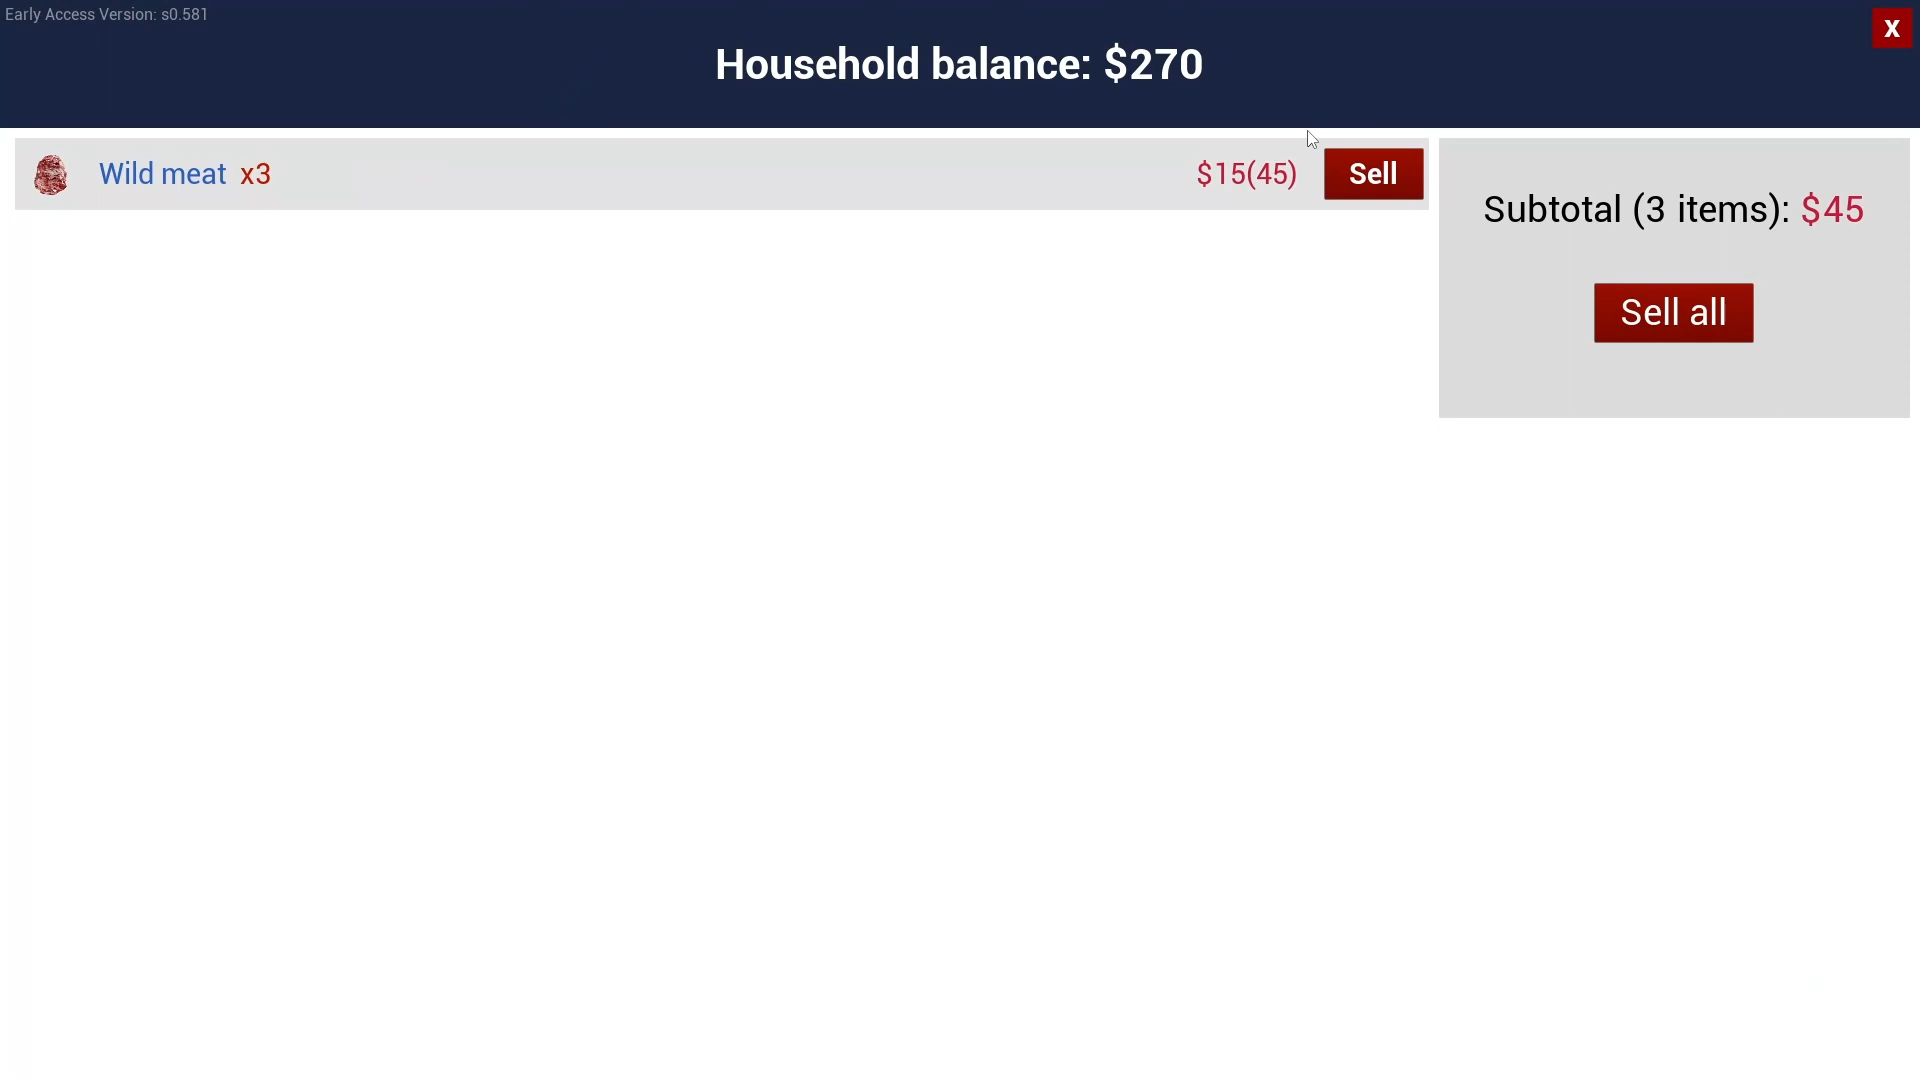 Early Access Version: s0.581
X
Household balance: $270
Wild meat x3 $15(45) Sell
Subtotal (3 items): $45
Sell all